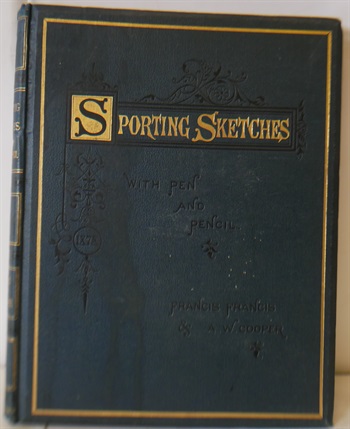 SPORTING SKETCHES
WITH PEN
AND
PENCIL
1878
FRANCIS FRANCIS
A. W. COOPER